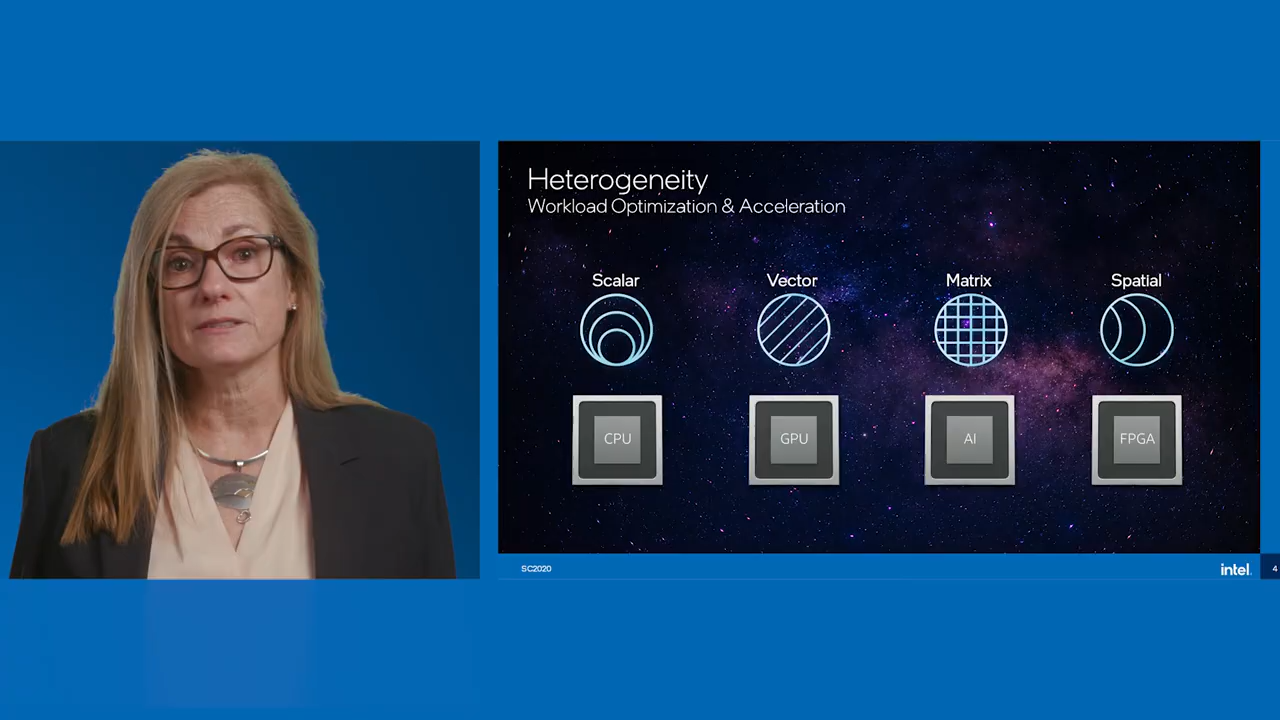 Heterogeneity
Workload Optimization & Acceleration
Scalar
Vector
Matrix
Spatial
CPU
GPU
AI
FPGA
SC2020
intel.
4